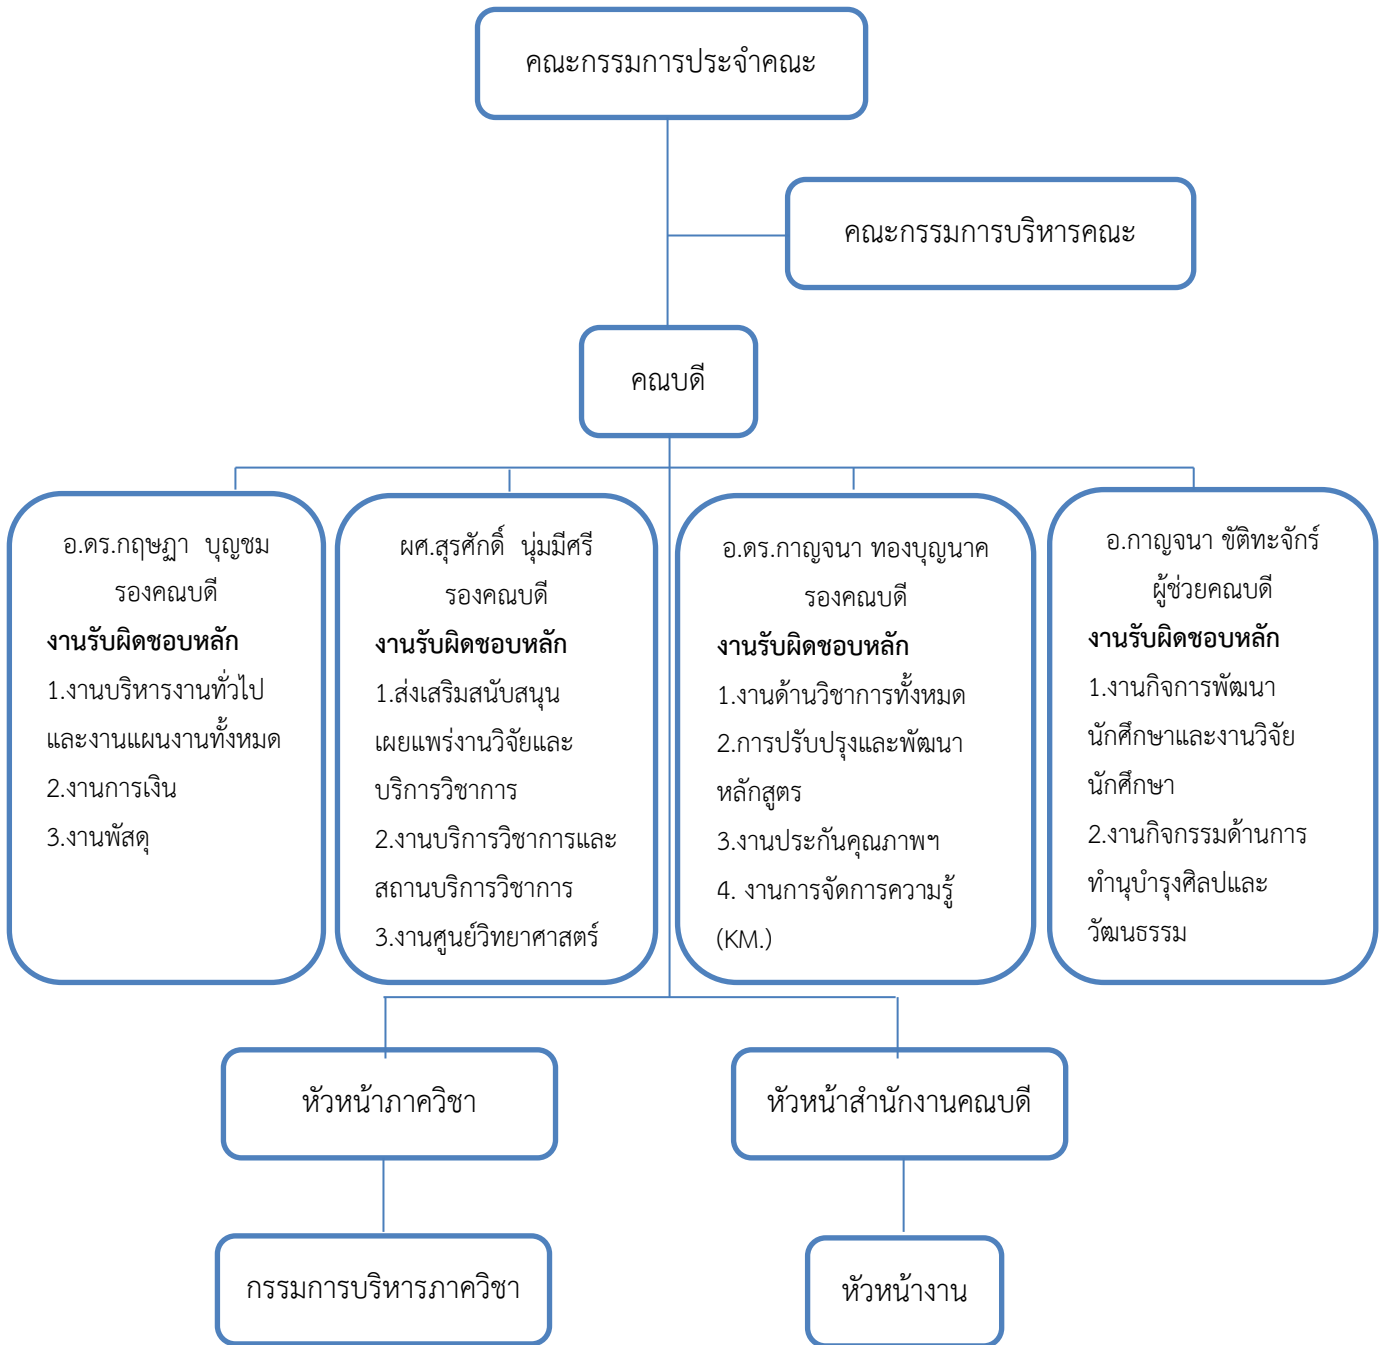 คณะกรรมการประจำคณะ
คณะกรรมการบริหารคณะ
คณบดี
อ.ดร.กฤษฏา  บุญชม
รองคณบดี
งานรับผิดชอบหลัก
1.งานบริหารงานทั่วไป
และงานแผนงานทั้งหมด
2.งานการเงิน
3.งานพัสดุ
ผศ.สุรศักดิ์  นุ่มมีศรี
รองคณบดี
งานรับผิดชอบหลัก
1.ส่งเสริมสนับสนุน
เผยแพร่งานวิจัยและ
บริการวิชาการ
2.งานบริการวิชาการและ
สถานบริการวิชาการ
3.งานศูนย์วิทยาศาสตร์
อ.ดร.กาญจนา ทองบุญนาค
รองคณบดี
งานรับผิดชอบหลัก
1.งานด้านวิชาการทั้งหมด
2.การปรับปรุงและพัฒนา
หลักสูตร
3.งานประกันคุณภาพฯ
4. งานการจัดการความรู้
(KM.)
อ.กาญจนา ขัติทะจักร์
ผู้ช่วยคณบดี
งานรับผิดชอบหลัก
1.งานกิจการพัฒนา
นักศึกษาและงานวิจัย
นักศึกษา
2.งานกิจกรรมด้านการ
ทำนุบำรุงศิลปและ
วัฒนธรรม
หัวหน้าภาควิชา
หัวหน้าสำนักงานคณบดี
กรรมการบริหารภาควิชา
หัวหน้างาน